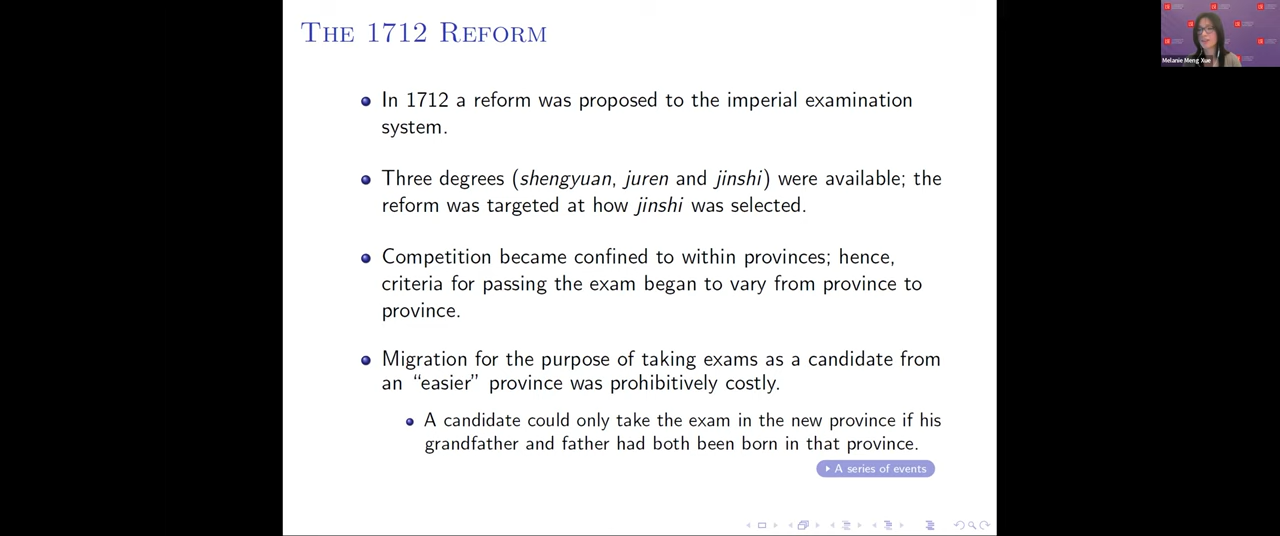 THE 1712 REFORM
Melanie Meng Xue
In 1712 a reform was proposed to the imperial examination
system.
Three degrees (shengyuan, juren and jinshi) were available; the
reform was targeted at how jinshi was selected.
Competition became confined to within provinces; hence,
criteria for passing the exam began to vary from province to
province.
Migration for the purpose of taking exams as a candidate from
an “easier” province was prohibitively costly.
A candidate could only take the exam in the new province if his
grandfather and father had both been born in that province.
A series of events